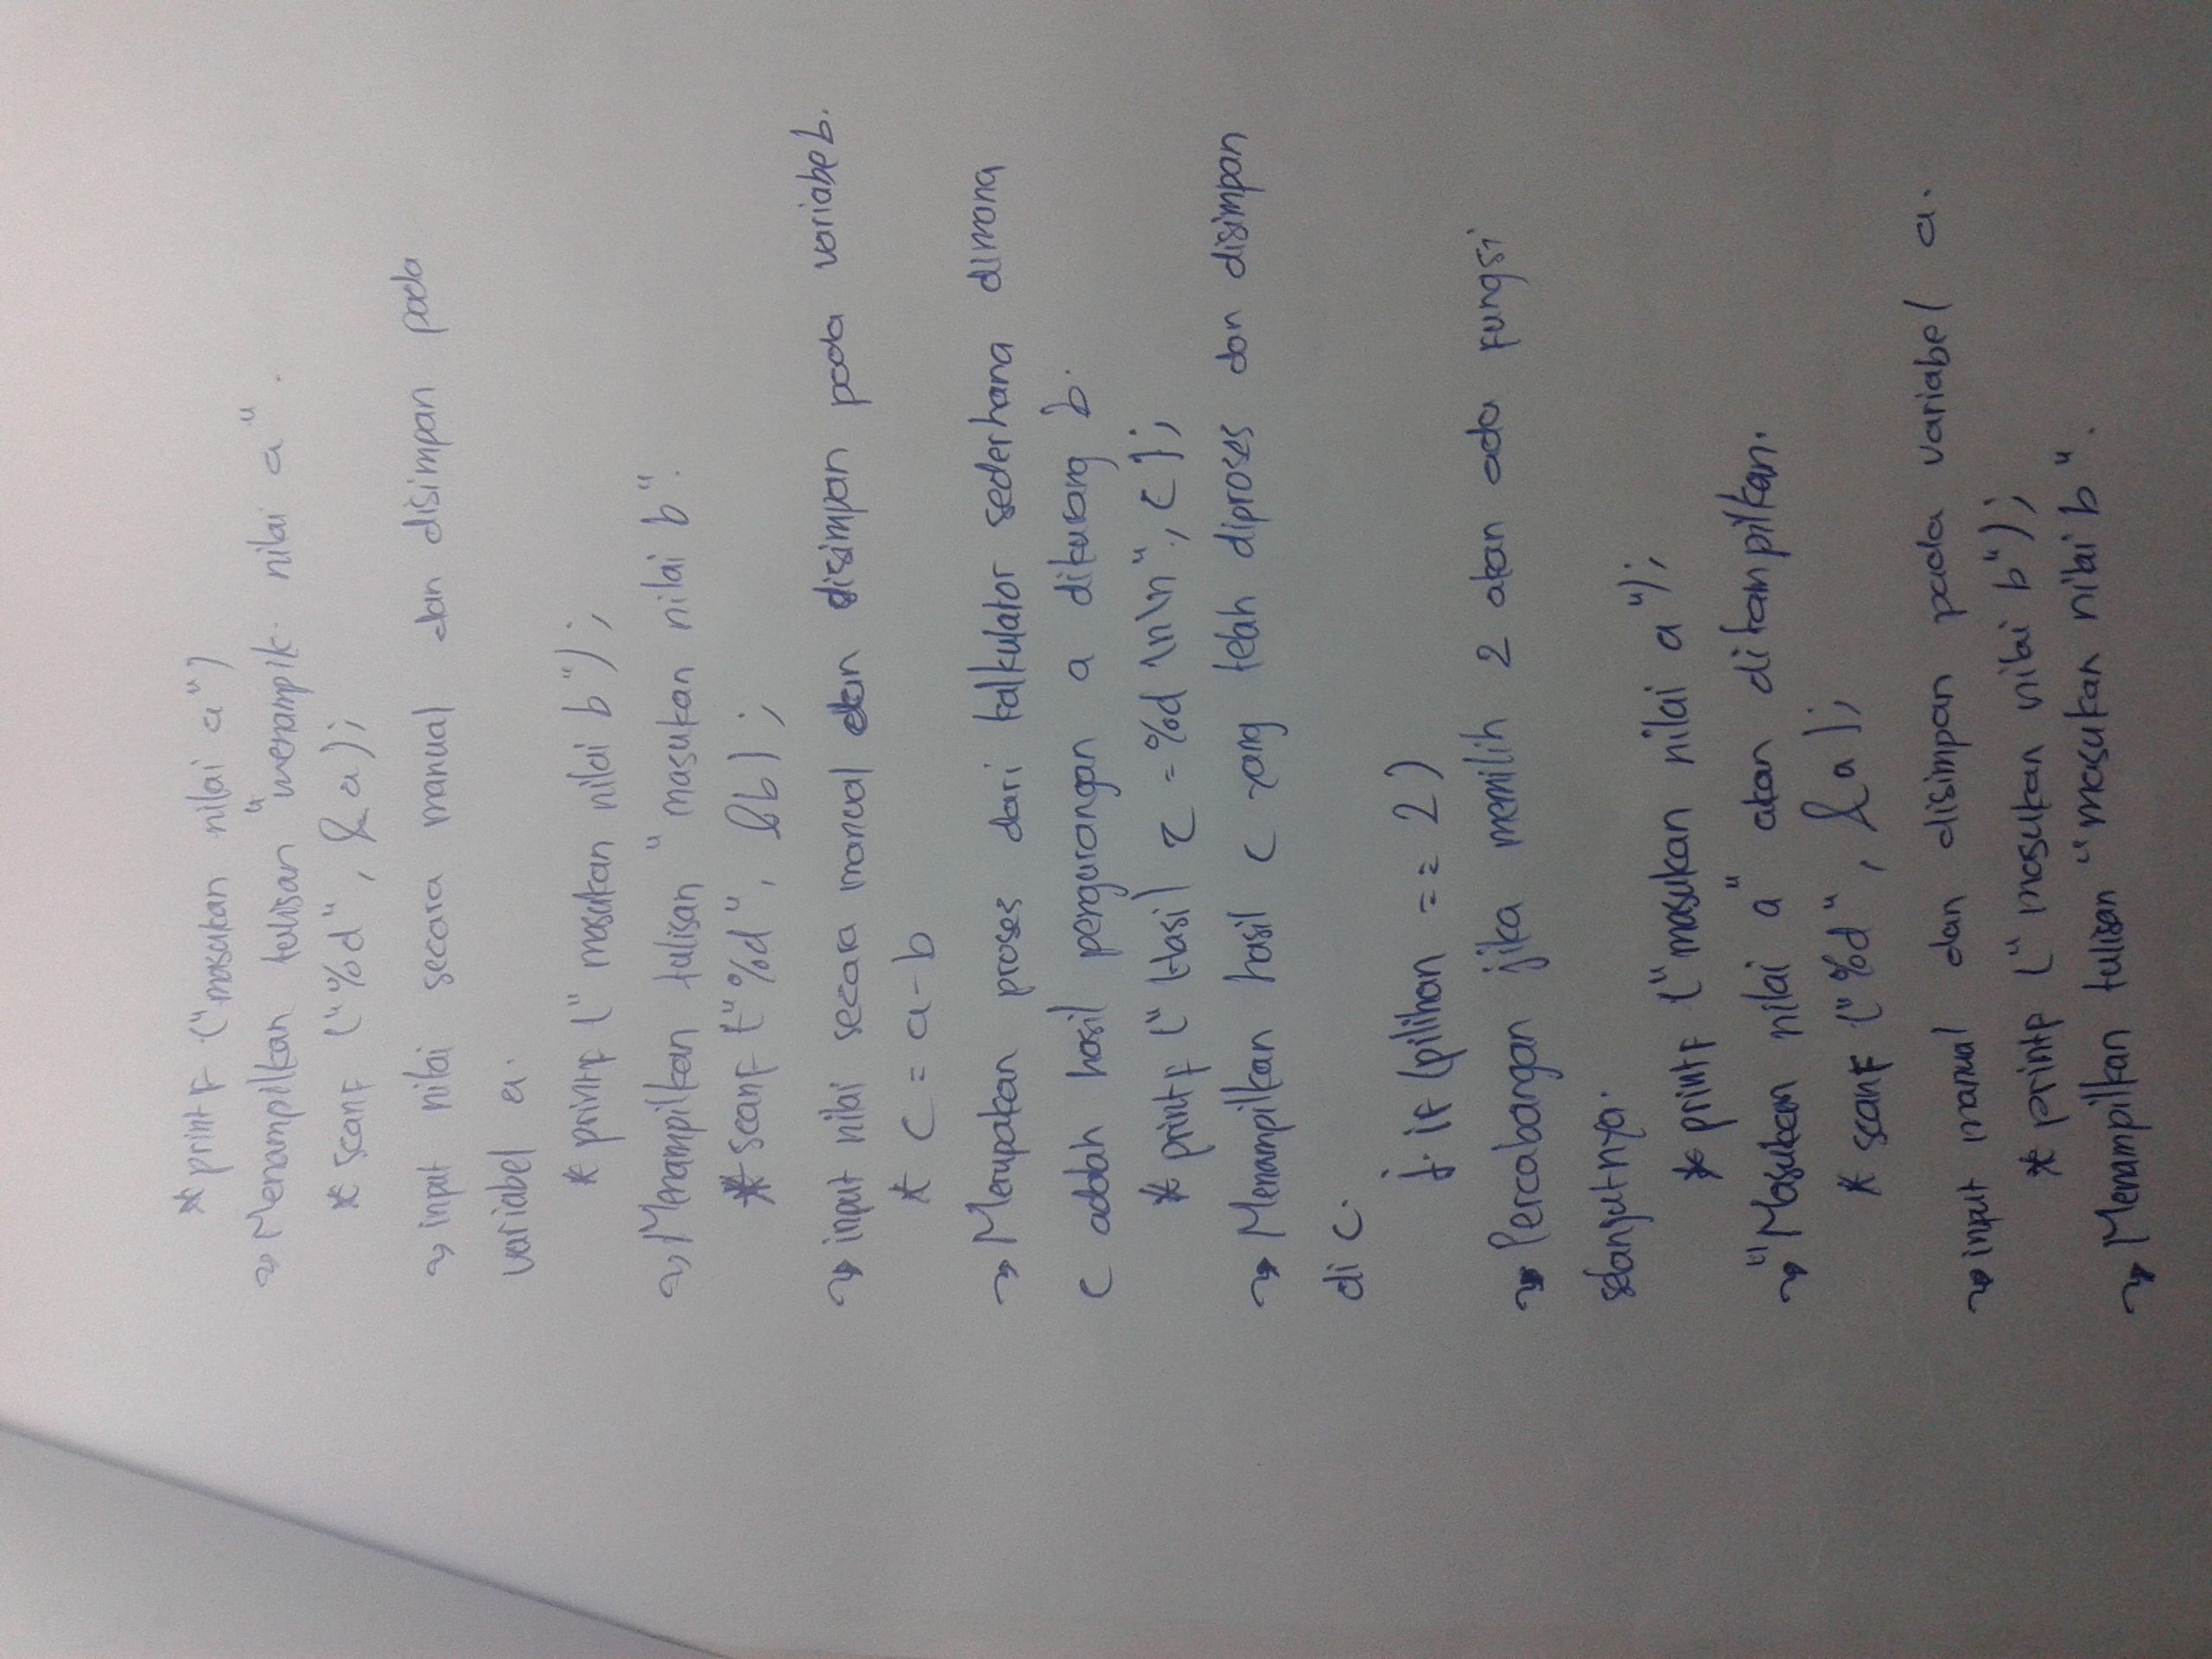 * printf ("masukan nilai a")
→ Menampilkan tulisan "menampik nilai a".
* scanf ("%d", &a);
→ input nilai secara manual dan disimpan pada
variabel a.
* printf (" masukan nilai b");
→ Menampilkan tulisan "masukan nilai b".
* scanf ("%d", &b);
→ input nilai secara manual dan disimpan pada variabe b.
* c = a-b
→ Merupakan proses dari kalkulator sederhana dimana
c adalah hasil pengurangan a dikurang b.
* printf (" Hasil c = %d \n\n", c);
→ Menampilkan hasil c yang telah diproses dan disimpan
di c.
j. if (pilihan == 2)
→ Percabangan jika memilih 2 akan ada fungsi
selanjutnya.
* printf ("masukan nilai a");
→ "Masukan nilai a" akan ditampilkan.
* scanf ("%d", &a);
→ input manual dan disimpan pada variabel a.
* printf (" masukan nilai b");
→ Menampilkan tulisan "masukan nilai b".